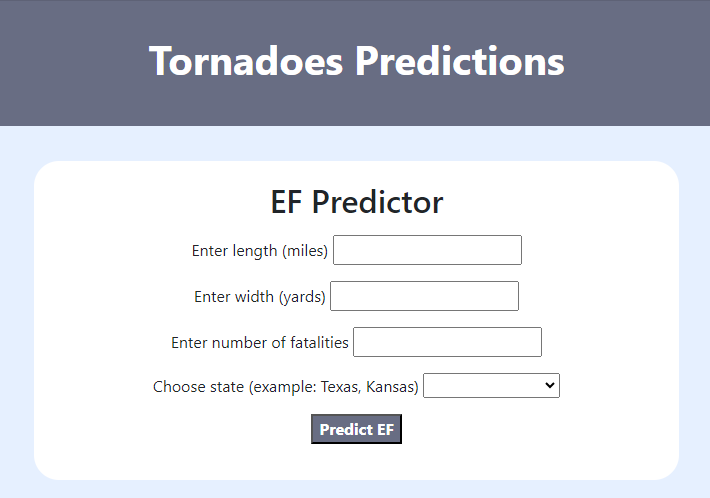 Tornadoes Predictions
EF Predictor
Enter length (miles)
Enter width (yards)
Enter number of fatalities
Choose state (example: Texas, Kansas)
Predict EF